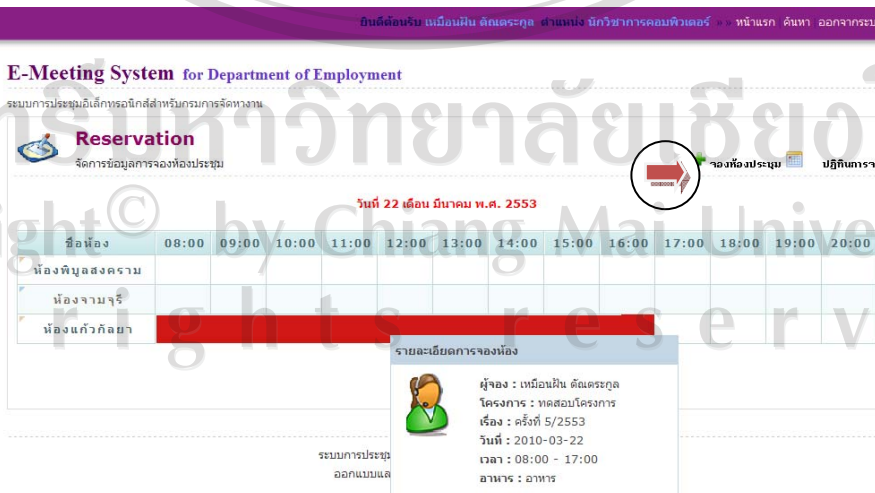 ยินดีต้อนรับ เหมือนฝัน ตัณตระกูล ตำแหน่ง นักวิชาการคอมพิวเตอร์ » » หน้าแรก | ค้นหา | ออกจากระบ
E-Meeting System for Department of Employment
ระบบการประชุมอิเล็กทรอนิกส์สำหรับกรมการจัดหางาน
Reservation
จัดการข้อมูลการจองห้องประชุม
จองห้องประชุม ปฏิทินการจ
วันที่ 22 เดือน มีนาคม พ.ศ. 2553
ชื่อห้อง 08:00 09:00 10:00 11:00 12:00 13:00 14:00 15:00 16:00 17:00 18:00 19:00 20:00
ห้องพิบูลสงคราม
ห้องจามจุรี
ห้องแก้วกัลยา
รายละเอียดการจองห้อง
ผู้จอง : เหมือนฝัน ตัณตระกูล
โครงการ : ทดสอบโครงการ
เรื่อง : ครั้งที่ 5/2553
วันที่ : 2010-03-22
เวลา : 08:00 - 17:00
อาหาร : อาหาร
ระบบการประชุ
ออกแบบแล
มหาวิทยาลัยเชียงใ
ight© by Chiang Mai Unive
rights reserv